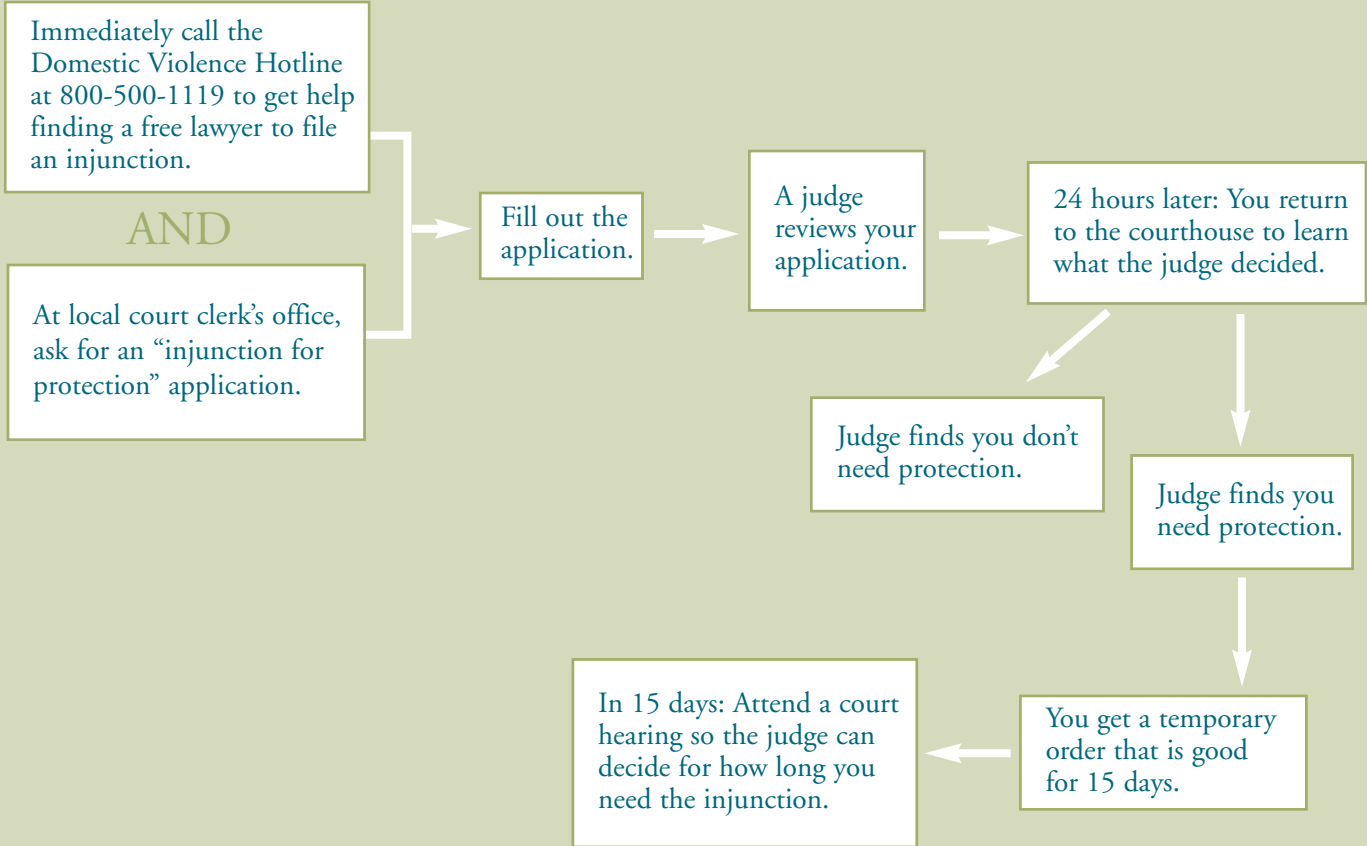 Immediately call the
Domestic Violence Hotline
at 800-500-1119 to get help
finding a free lawyer to file
an injunction.
AND
At local court clerk’s office,
ask for an “injunction for
protection” application.
Fill out the
application.
A judge
reviews your
application.
24 hours later: You return
to the courthouse to learn
what the judge decided.
Judge finds you don’t
need protection.
Judge finds you
need protection.
You get a temporary
order that is good
for 15 days.
In 15 days: Attend a court
hearing so the judge can
decide for how long you
need the injunction.